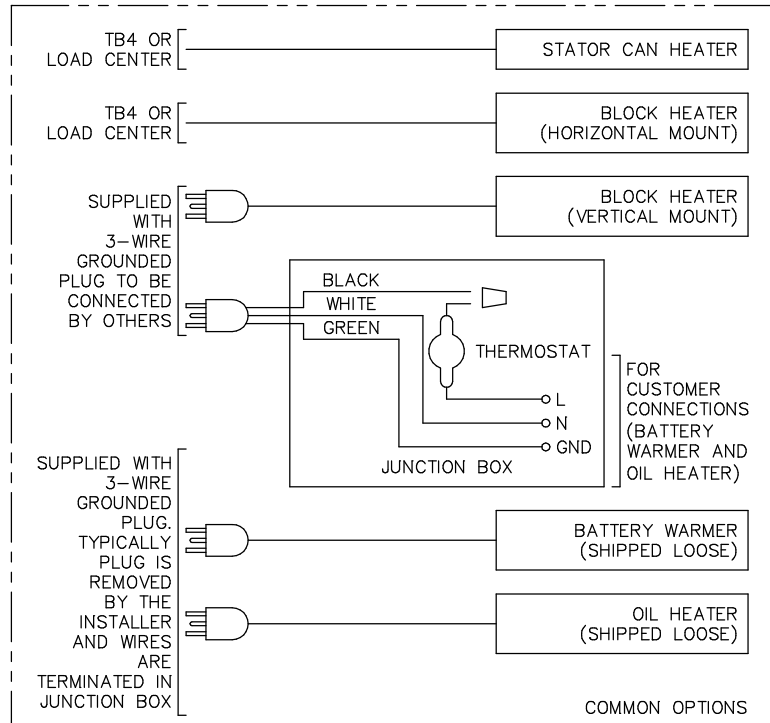 TB4 OR
LOAD CENTER
STATOR CAN HEATER
TB4 OR
LOAD CENTER
BLOCK HEATER
(HORIZONTAL MOUNT)
SUPPLIED
WITH
3-WIRE
GROUNDED
PLUG TO BE
CONNECTED
BY OTHERS
BLOCK HEATER
(VERTICAL MOUNT)
BLACK
WHITE
GREEN
THERMOSTAT
L
N
GND
JUNCTION BOX
FOR
CUSTOMER
CONNECTIONS
(BATTERY
WARMER AND
OIL HEATER)
SUPPLIED WITH
3-WIRE
GROUNDED
PLUG.
TYPICALLY
PLUG IS
REMOVED
BY THE
INSTALLER
AND WIRES
ARE
TERMINATED IN
JUNCTION BOX
BATTERY WARMER
(SHIPPED LOOSE)
OIL HEATER
(SHIPPED LOOSE)
COMMON OPTIONS